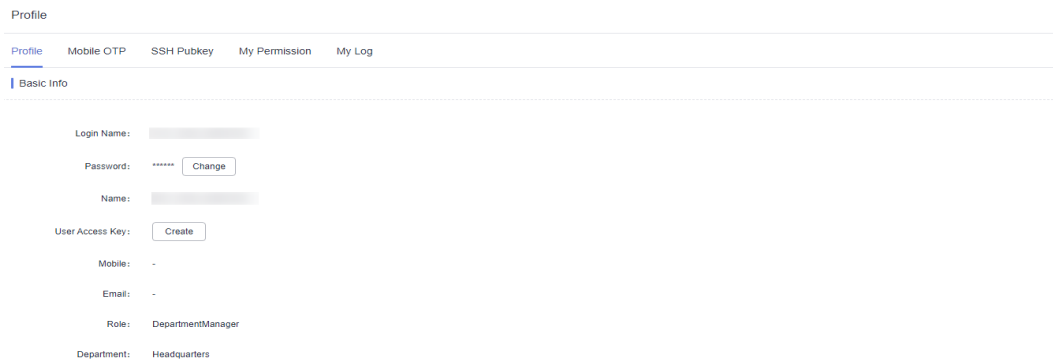 Profile
Profile Mobile OTP SSH Pubkey My Permission My Log
Basic Info
Login Name:
Password: ****** Change
Name:
User Access Key: Create
Mobile: -
Email: -
Role: DepartmentManager
Department: Headquarters